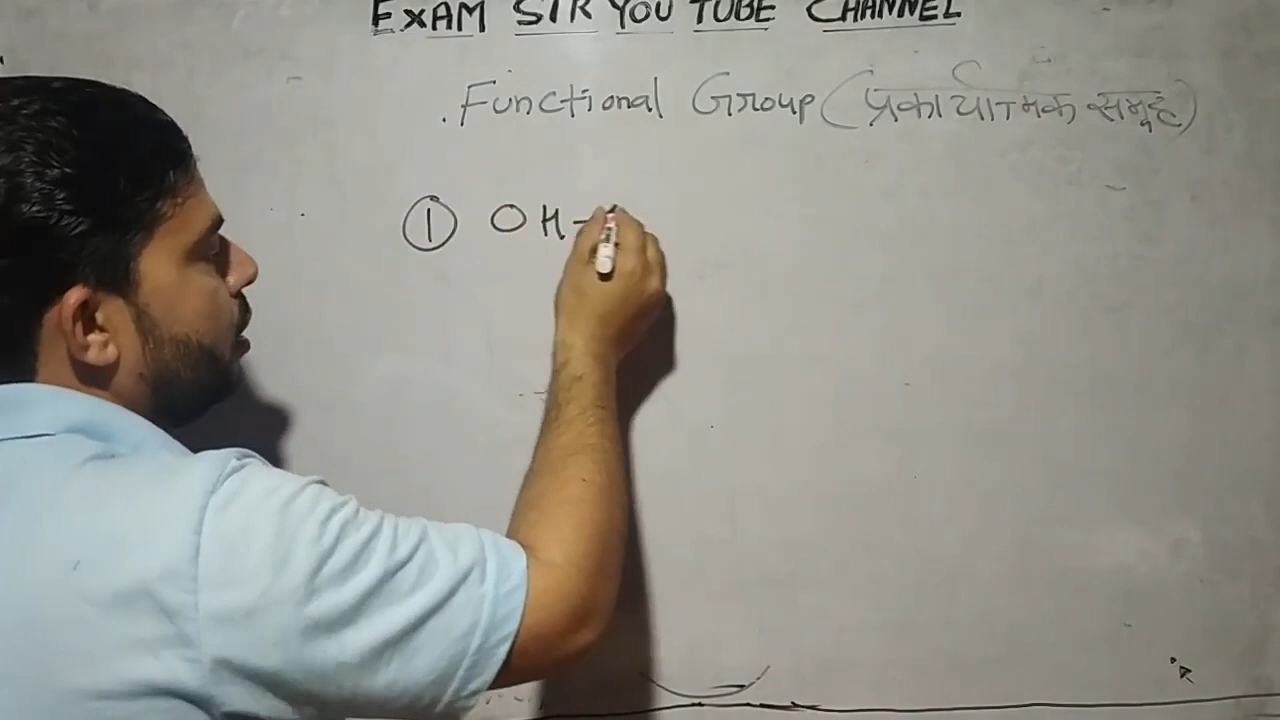 EXAM SIR YOU TUBE CHANNEL
Functional Group (प्रकार्यात्मक समूह)
① OH-